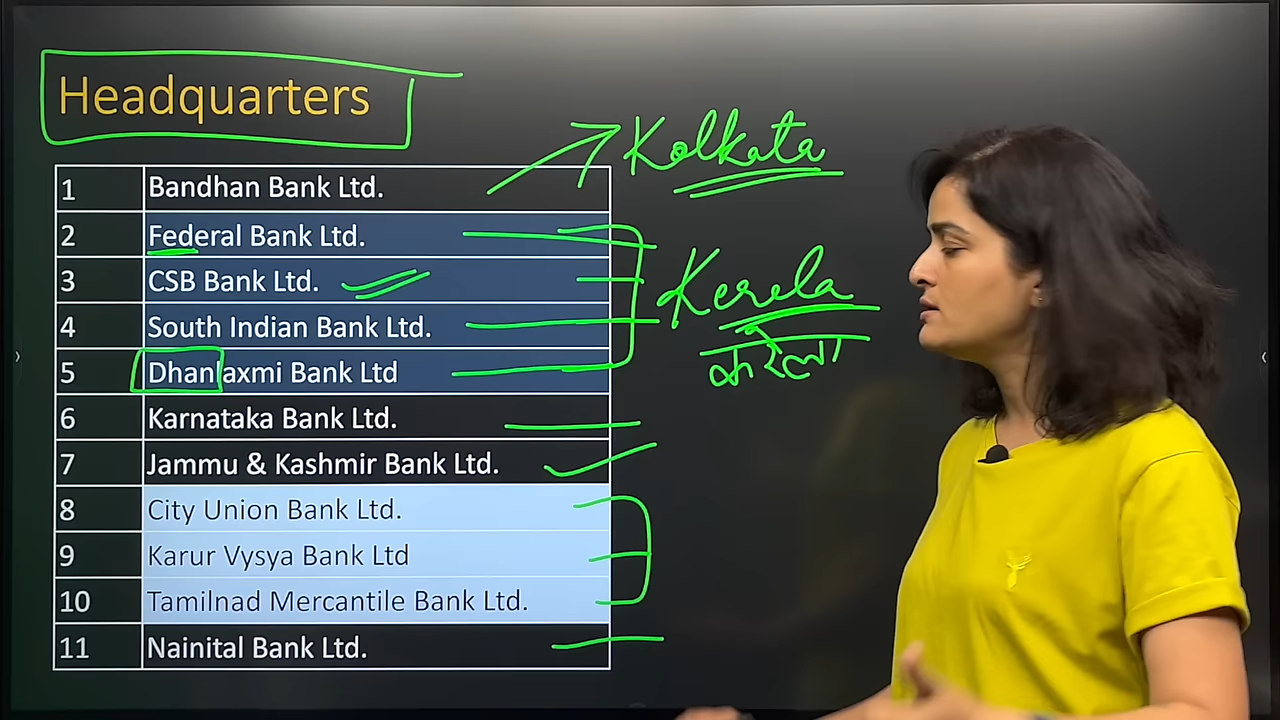 Headquarters
Kolkata
1 Bandhan Bank Ltd.
2 Federal Bank Ltd.
3 CSB Bank Ltd.
Kerela
4 South Indian Bank Ltd.
केरेला
5 Dhanlaxmi Bank Ltd
6 Karnataka Bank Ltd.
7 Jammu & Kashmir Bank Ltd.
8 City Union Bank Ltd.
9 Karur Vysya Bank Ltd
10 Tamilnad Mercantile Bank Ltd.
11 Nainital Bank Ltd.